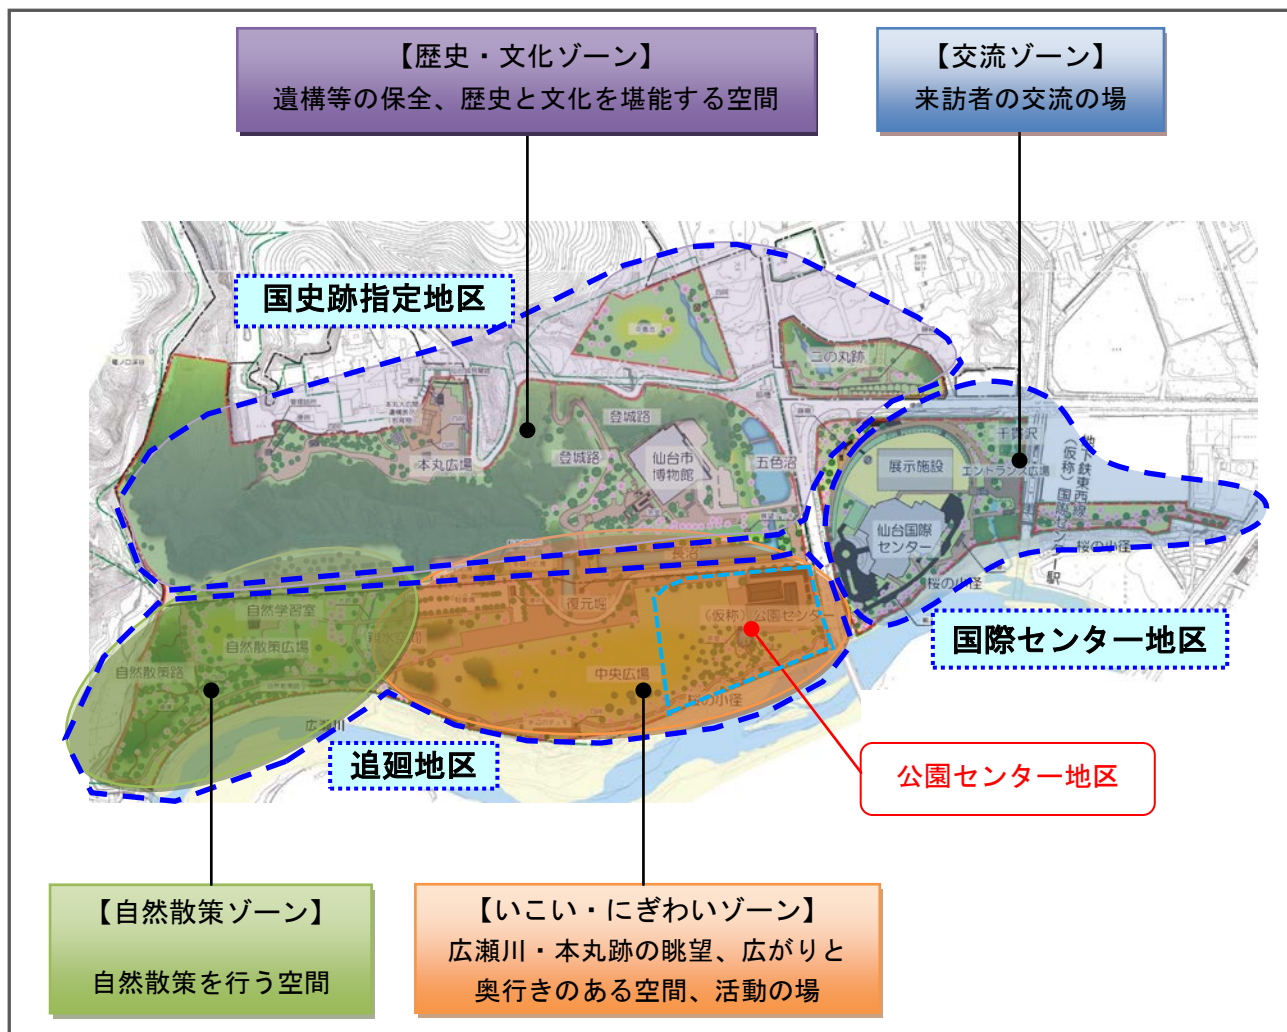 【歴史・文化ゾーン】
遺構等の保全、歴史と文化を堪能する空間
【交流ゾーン】
来訪者の交流の場
国史跡指定地区
二の丸跡
登城路
登城路
本丸広場
仙台市
博物館
五色沼
千貫沢
展示施設
エントランス広場
地下鉄東西線
（仮称）国際センター駅
仙台国際
センター
桜の小径
桜の小径
長沼
復元堀
（仮称）公園センター
自然学習室
親水空間
自然散策広場
自然散策路
中央広場
桜の小径
広瀬川
国際センター地区
追廻地区
公園センター地区
【自然散策ゾーン】
自然散策を行う空間
【いこい・にぎわいゾーン】
広瀬川・本丸跡の眺望、広がりと
奥行きのある空間、活動の場